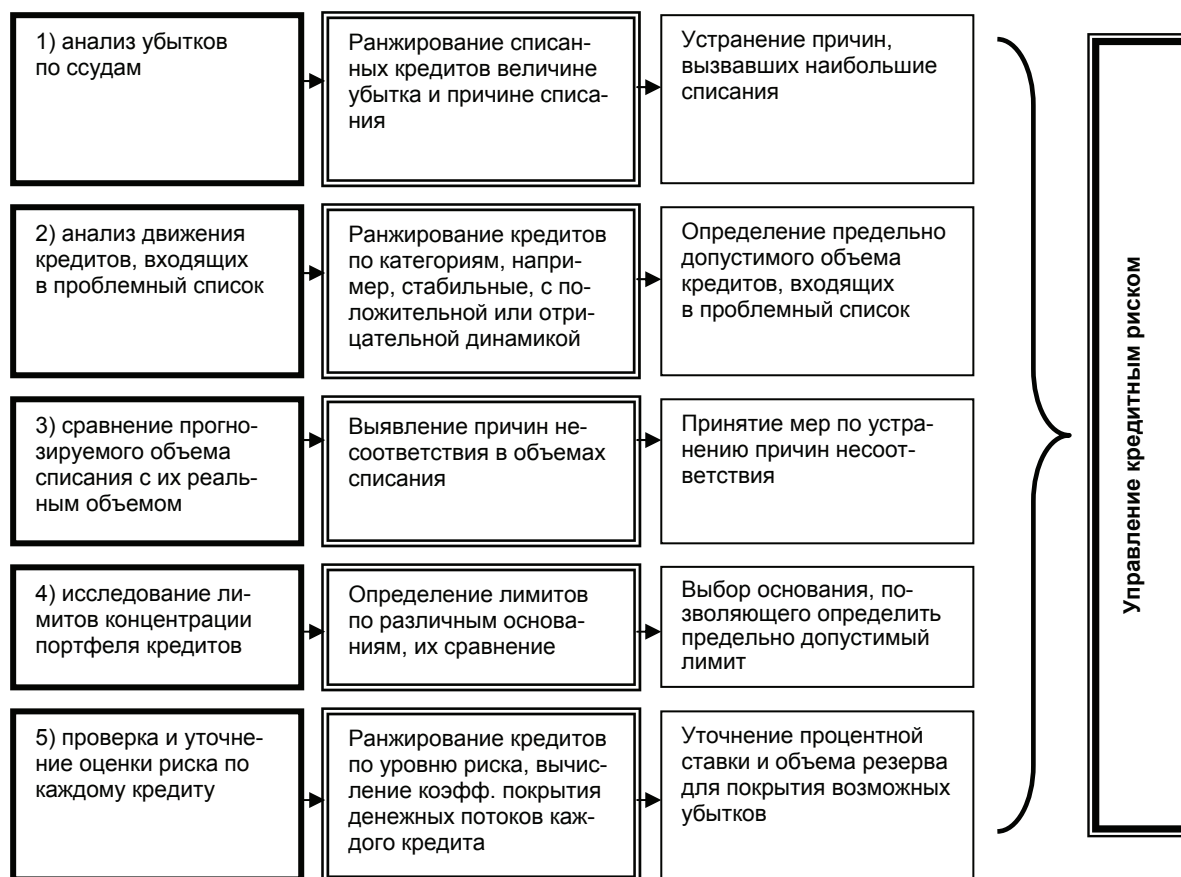 1) анализ убытков
по ссудам
Ранжирование списан-
ных кредитов величине
убытка и причине списа-
ния
Устранение причин,
вызвавших наибольшие
списания
2) анализ движения
кредитов, входящих
в проблемный список
Ранжирование кредитов
по категориям, напри-
мер, стабильные, с по-
ложительной или отри-
цательной динамикой
Определение предельно
допустимого объема
кредитов, входящих
в проблемный список
3) сравнение прогно-
зируемого объема
списания с их реаль-
ным объемом
Выявление причин не-
соответствия в объемах
списания
Принятие мер по устра-
нению причин несоот-
ветствия
4) исследование ли-
митов концентрации
портфеля кредитов
Определение лимитов
по различным основа-
ниям, их сравнение
Выбор основания, по-
зволяющего определить
предельно допустимый
лимит
5) проверка и уточне-
ние оценки риска по
каждому кредиту
Ранжирование кредитов
по уровню риска, вычис-
ление коэфф. покрытия
денежных потоков каж-
дого кредита
Уточнение процентной
ставки и объема резерва
для покрытия возможных
убытков
Управление кредитным риском